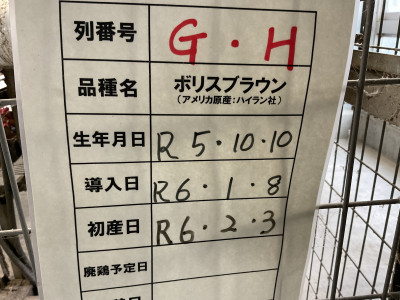 列番号 G・H
品種名 ボリスブラウン
(アメリカ原産:ハイラン社)
生年月日 R5・10・10
導入日 R6・1・8
初産日 R6・2・3
廃鶏予定日